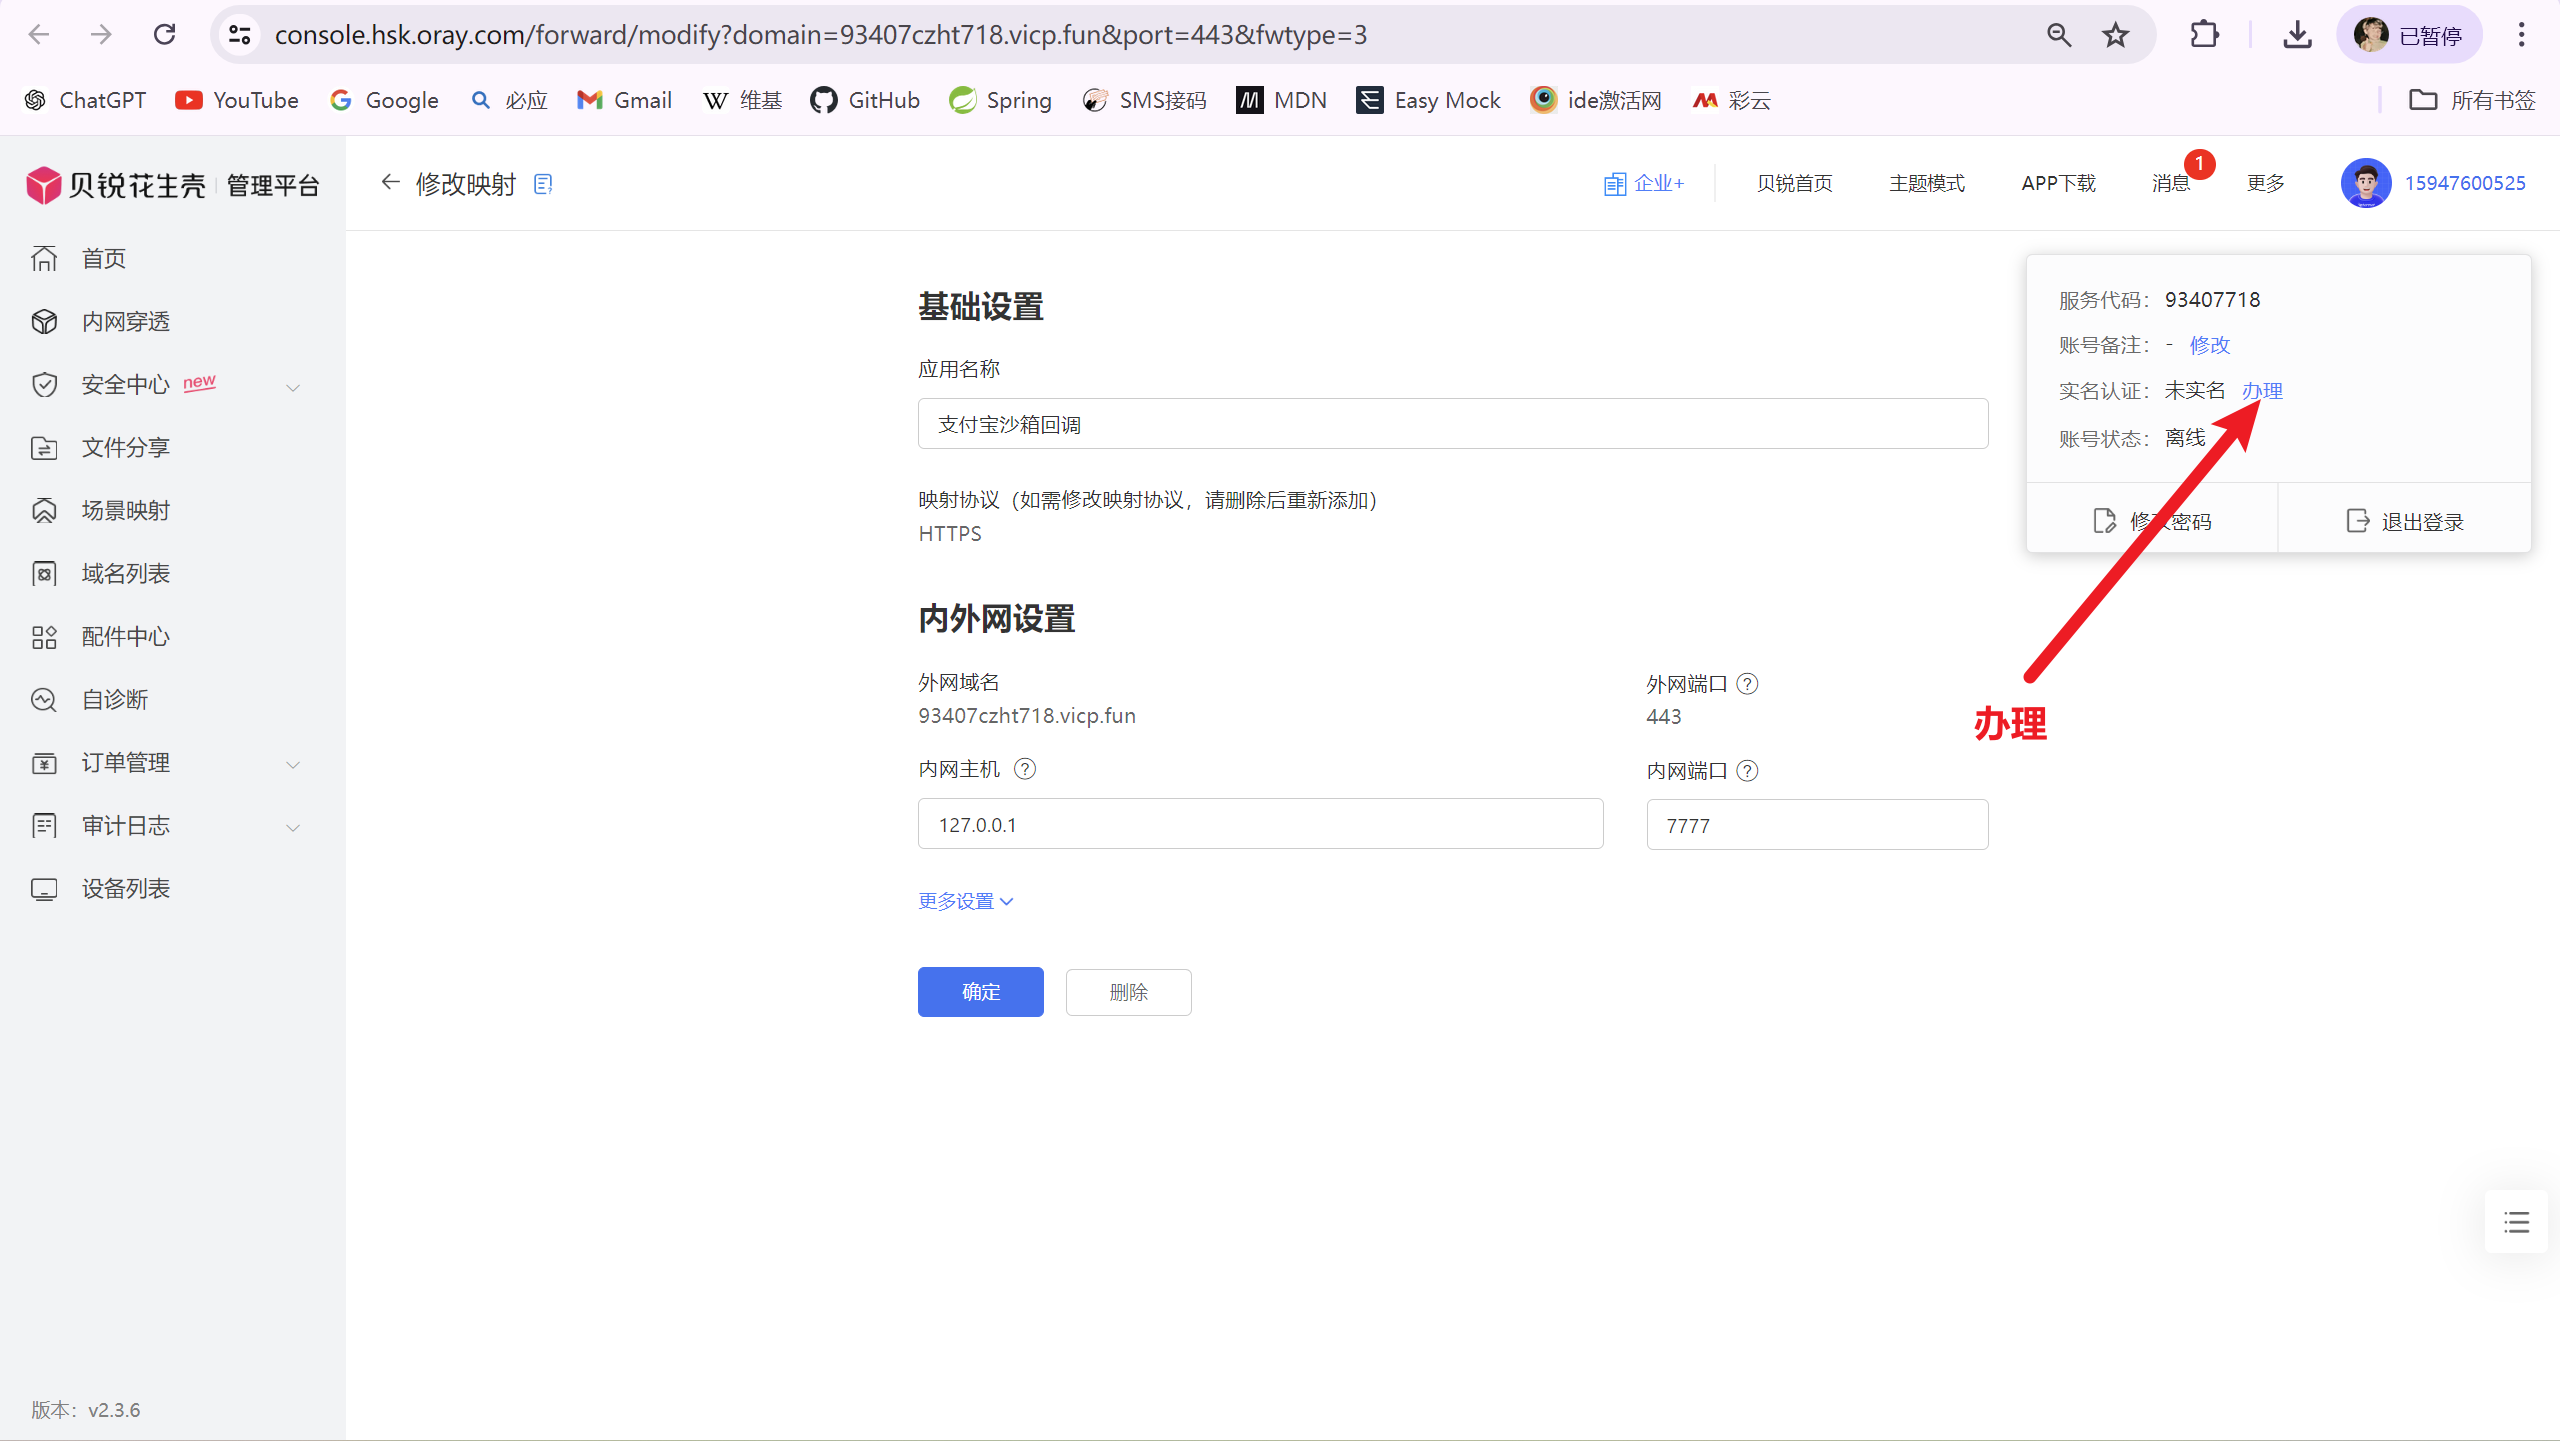 console.hsk.oray.com/forward/modify?domain=93407czht718.vicp.fun&port=443&fwtype=3
已暂停
ChatGPT YouTube Google 必应 Gmail W 维基 GitHub Spring SMS接码 MDN Easy Mock ide激活网 彩云 所有书签
贝锐花生壳 管理平台
修改映射
企业+ 贝锐首页 主题模式 APP下载 消息 1 更多 15947600525
首页
内网穿透
安全中心 new
文件分享
场景映射
域名列表
配件中心
自诊断
订单管理
审计日志
设备列表
版本：v2.3.6
基础设置
应用名称
支付宝沙箱回调
映射协议（如需修改映射协议，请删除后重新添加）
HTTPS
内外网设置
外网域名
93407czht718.vicp.fun
外网端口 ?
443
内网主机 ?
127.0.0.1
内网端口 ?
7777
更多设置
确定 删除
服务代码：93407718
账号备注：- 修改
实名认证：未实名 办理
账号状态：离线
修改密码 退出登录
办理